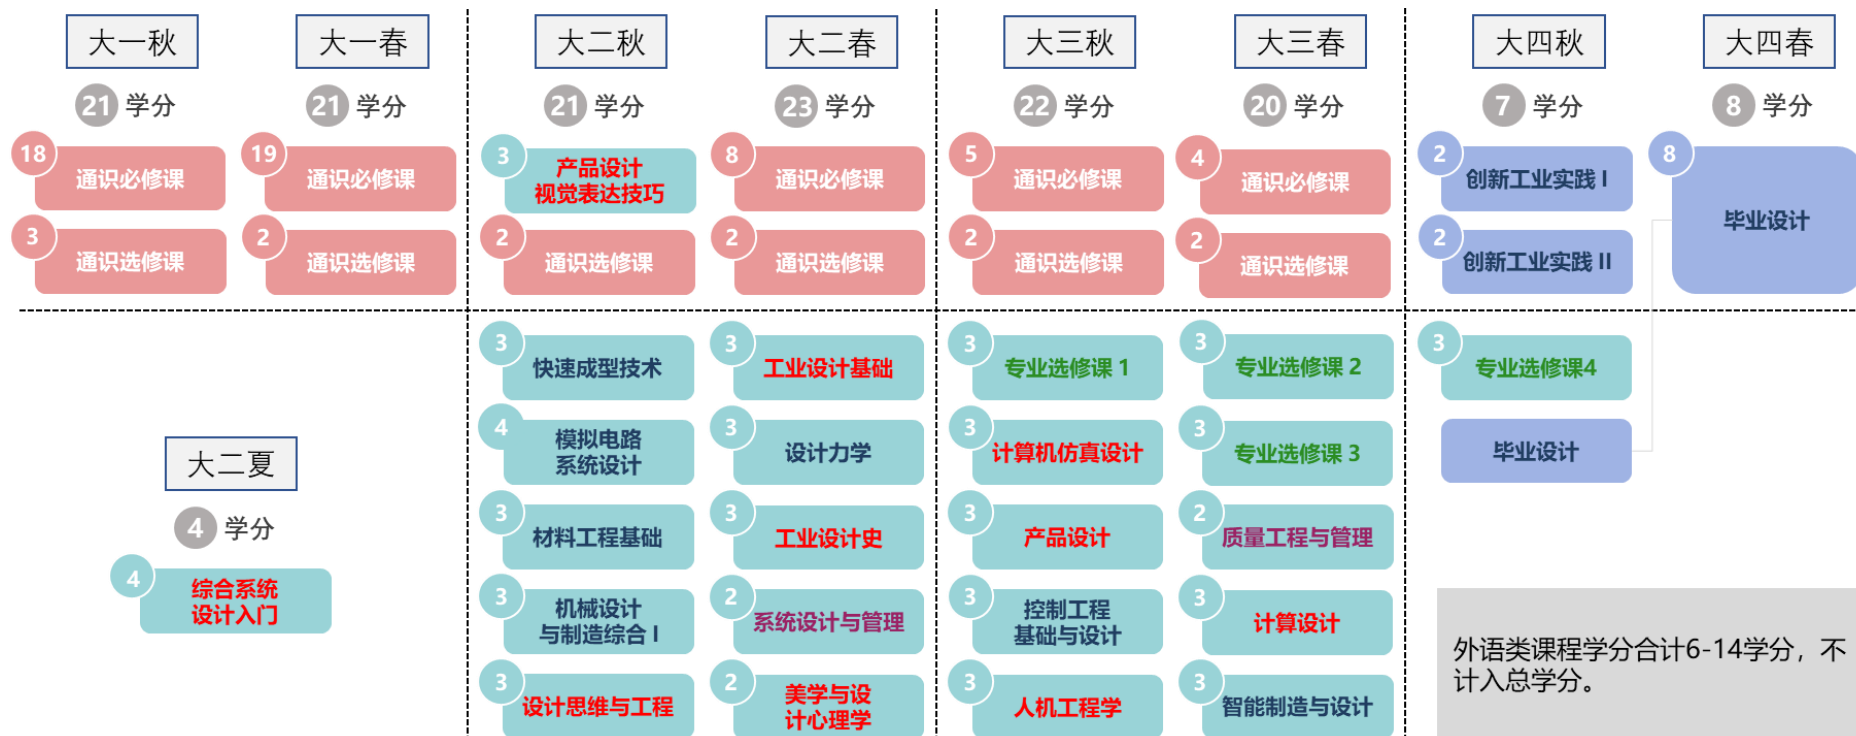 大一秋
大一春
大二秋
大二春
大三秋
大三春
大四秋
大四春
21 学分
21 学分
21 学分
23 学分
22 学分
20 学分
7 学分
8 学分
18
通识必修课
19
通识必修课
3
产品设计
视觉表达技巧
8
通识必修课
5
通识必修课
4
通识必修课
2
创新工业实践 I
8
毕业设计
3
通识选修课
2
通识选修课
2
通识选修课
2
通识选修课
2
通识选修课
2
通识选修课
2
创新工业实践 II
3
快速成型技术
3
工业设计基础
3
专业选修课 1
3
专业选修课 2
3
专业选修课4
4
模拟电路
系统设计
3
设计力学
3
计算机仿真设计
3
专业选修课 3
毕业设计
大二夏
4 学分
4
综合系统
设计入门
3
材料工程基础
3
工业设计史
3
产品设计
2
质量工程与管理
3
机械设计
与制造综合 I
2
系统设计与管理
3
控制工程
基础与设计
3
计算设计
3
设计思维与工程
2
美学与设
计心理学
3
人机工程学
3
智能制造与设计
外语类课程学分合计6-14学分，不
计入总学分。